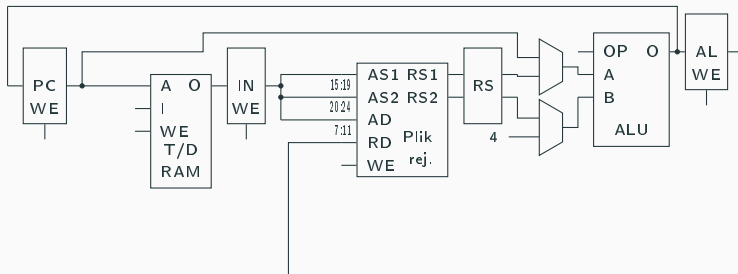 PC
WE
A O
I
WE
T/D
RAM
IN
WE
15:19
20:24
7:11
AS1 RS1
AS2 RS2
AD
RD
WE
Plik
rej.
RS
4
OP O
A
B
ALU
AL
WE